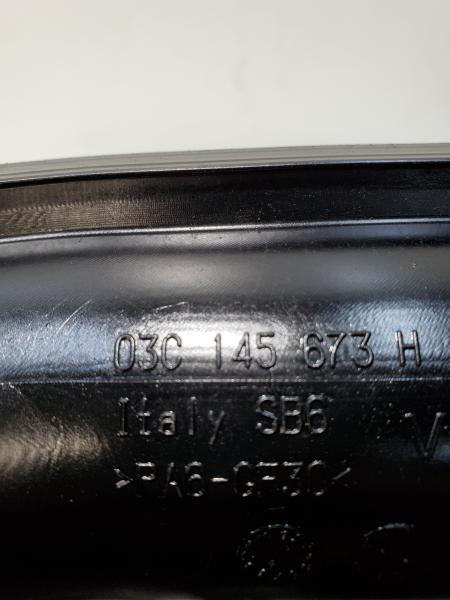 03C 145 673 H
Italy SB6
V
>PA6-GF30<